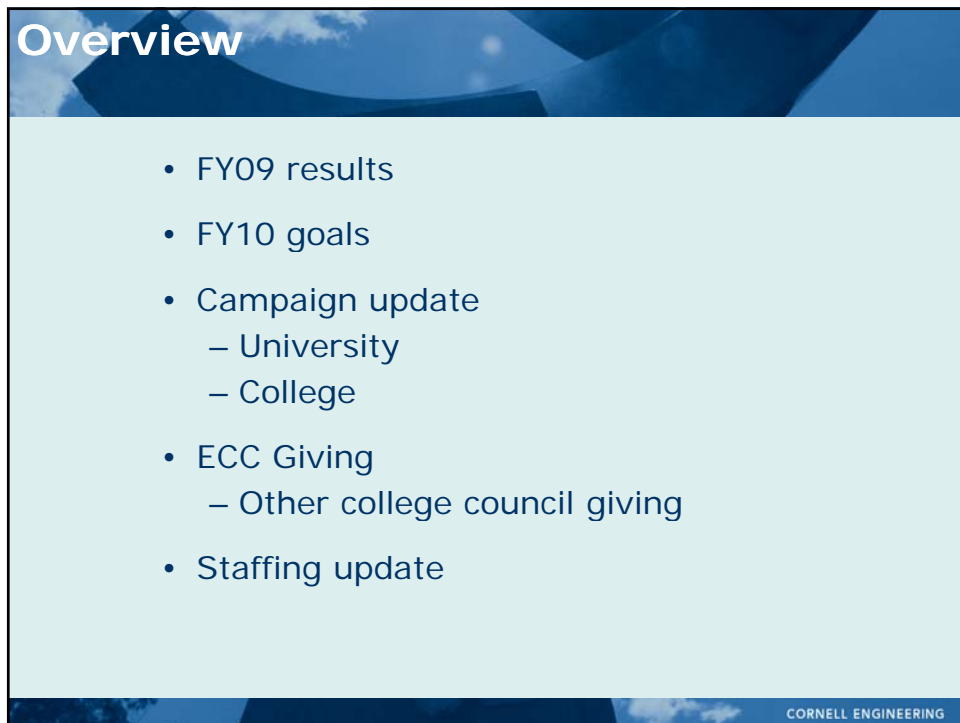 Overview
• FY09 results
• FY10 goals
• Campaign update
– University
– College
• ECC Giving
– Other college council giving
• Staffing update
CORNELL ENGINEERING